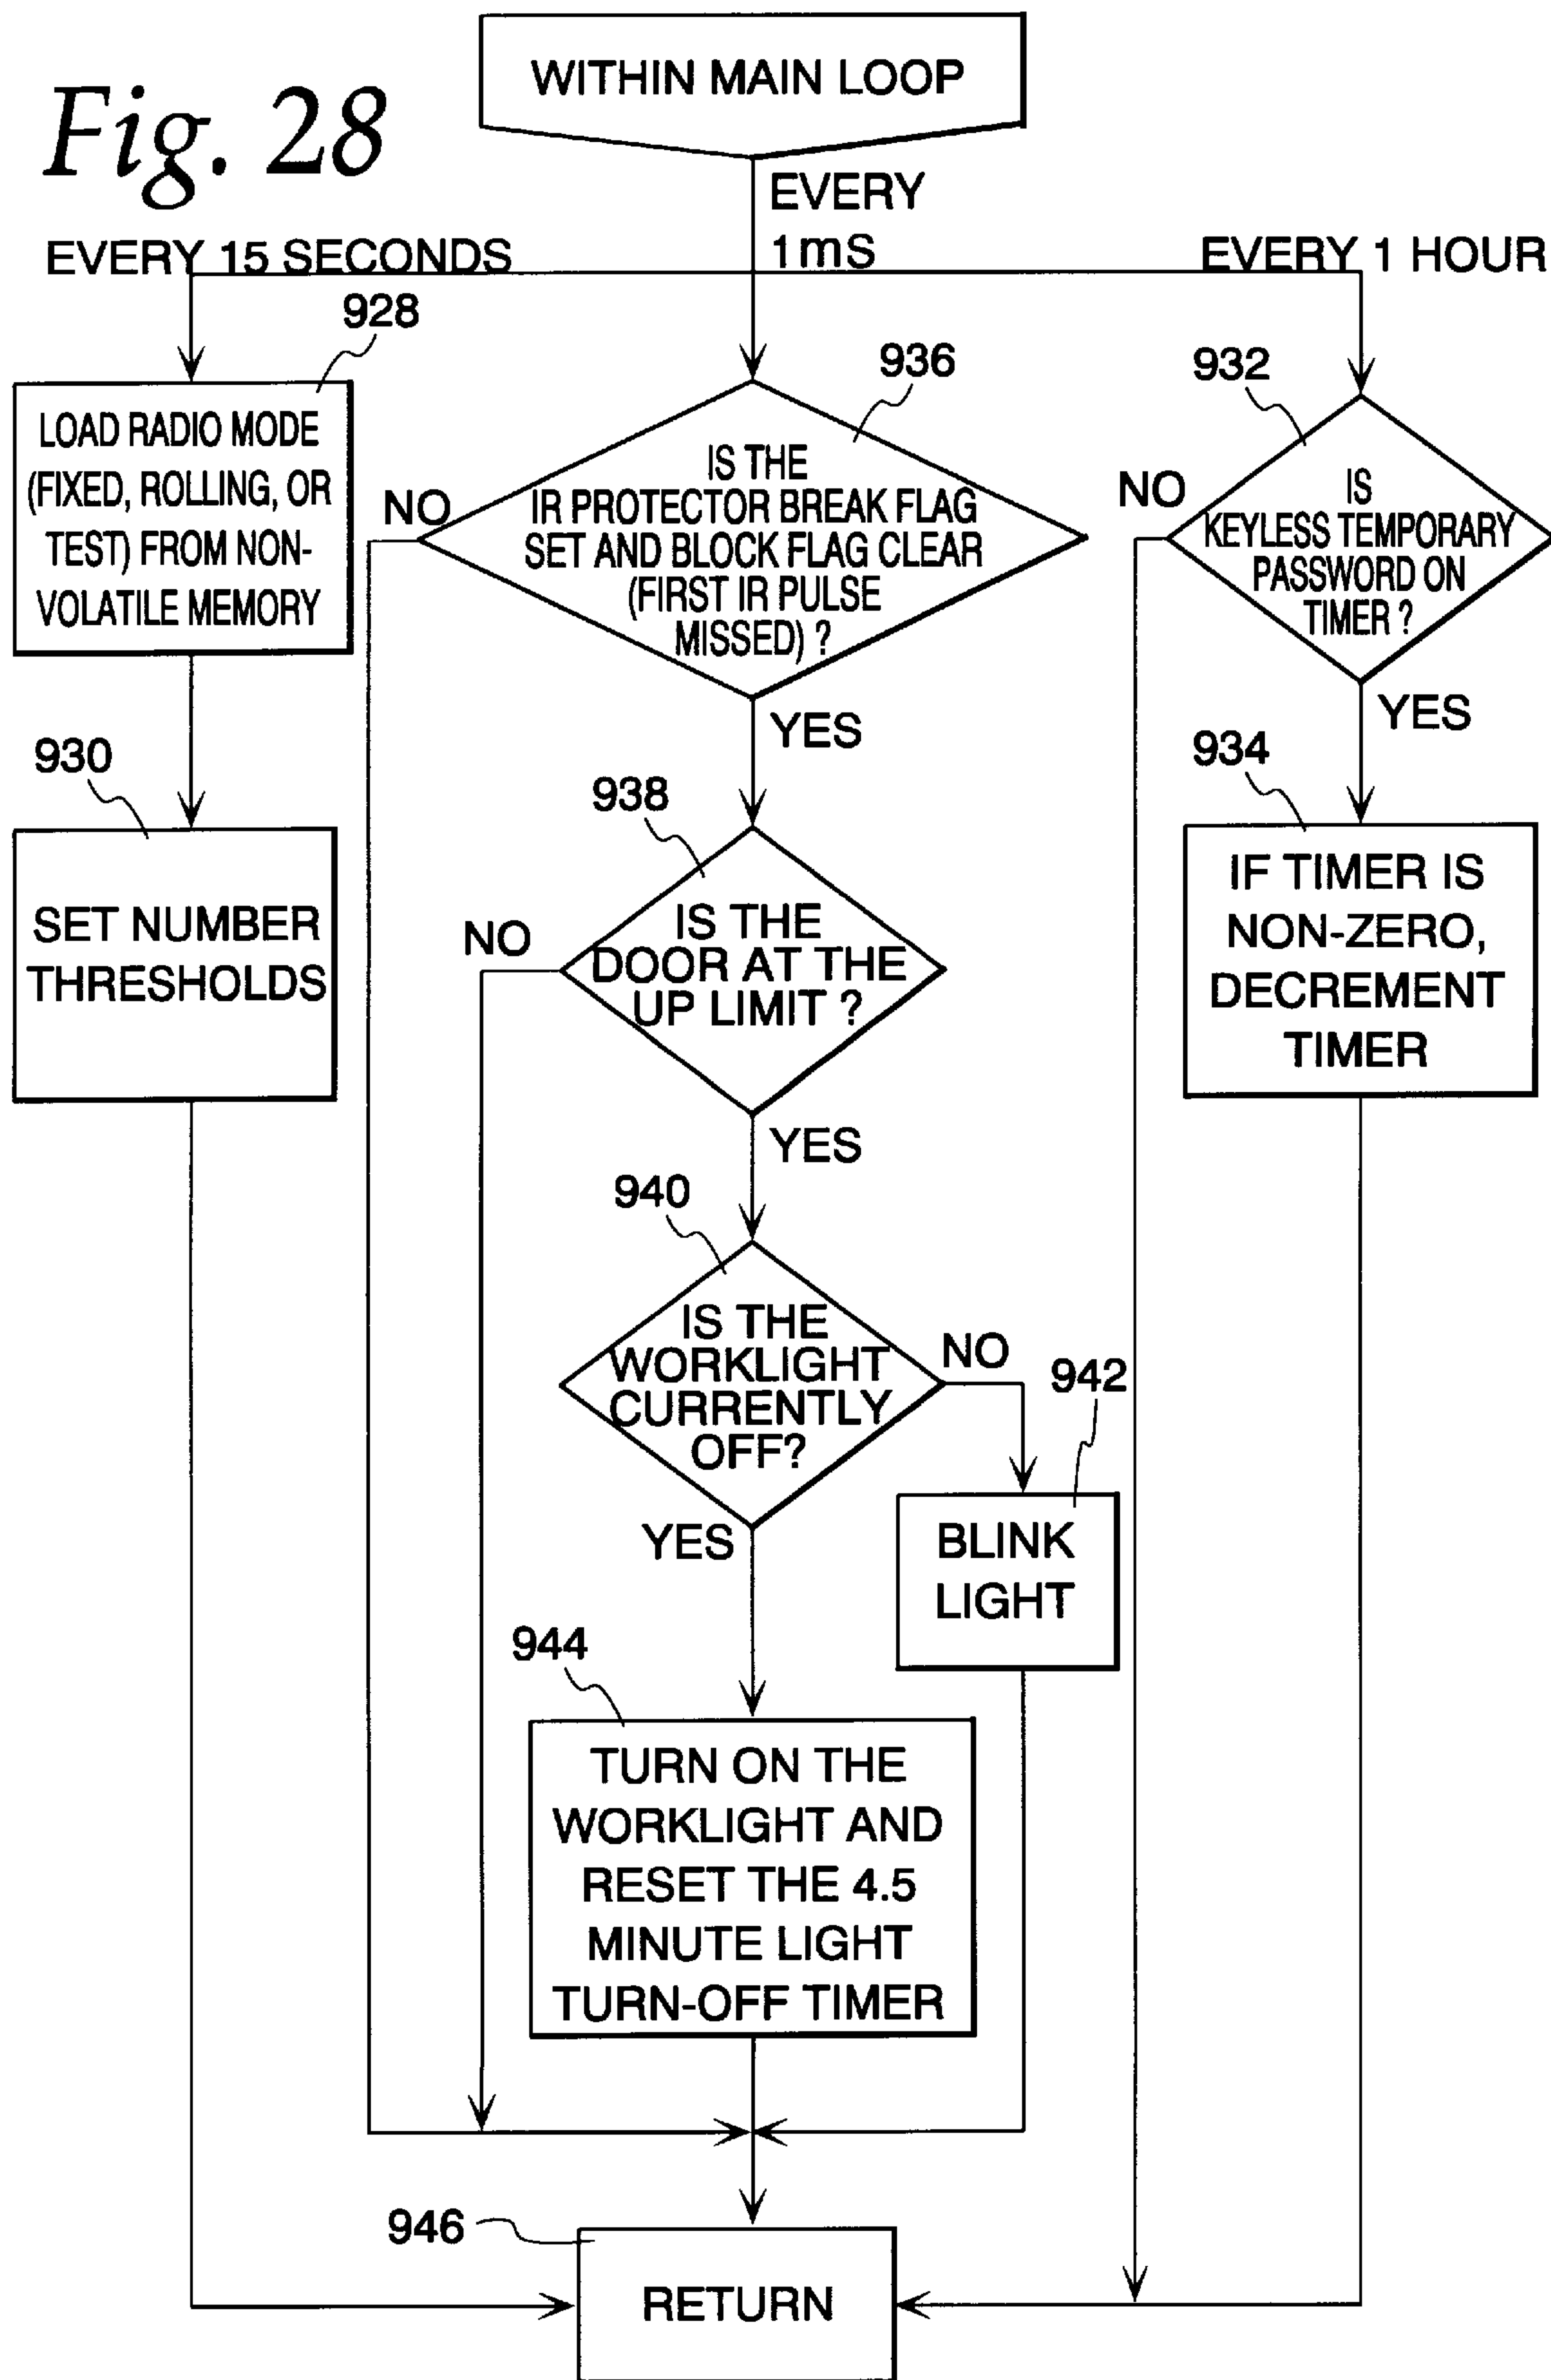 Fig. 28
WITHIN MAIN LOOP
EVERY
1mS
EVERY 15 SECONDS
EVERY 1 HOUR
928
LOAD RADIO MODE
(FIXED, ROLLING, OR
TEST) FROM NON-
VOLATILE MEMORY
930
SET NUMBER
THRESHOLDS
936
IS THE
IR PROTECTOR BREAK FLAG
SET AND BLOCK FLAG CLEAR
(FIRST IR PULSE
MISSED) ?
NO
YES
938
IS THE
DOOR AT THE
UP LIMIT ?
NO
YES
940
IS THE
WORKLIGHT
CURRENTLY
OFF?
NO
942
BLINK
LIGHT
YES
944
TURN ON THE
WORKLIGHT AND
RESET THE 4.5
MINUTE LIGHT
TURN-OFF TIMER
932
IS
KEYLESS TEMPORARY
PASSWORD ON
TIMER ?
NO
YES
934
IF TIMER IS
NON-ZERO,
DECREMENT
TIMER
946
RETURN